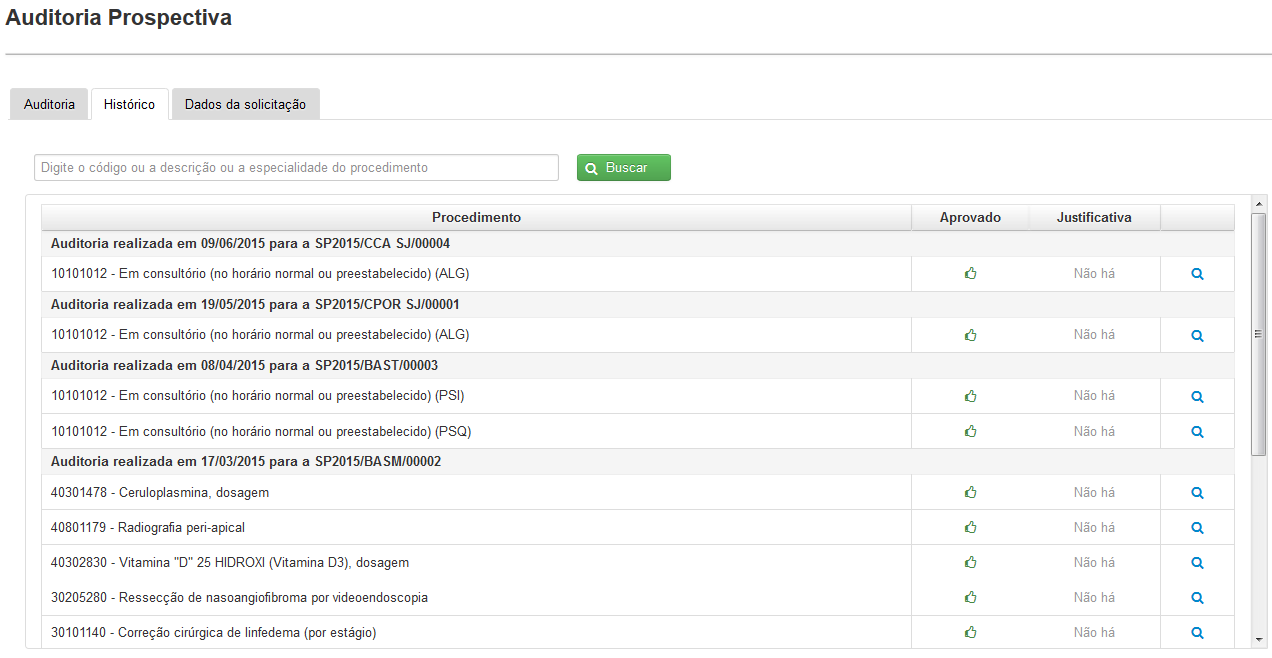 Auditoria Prospectiva
Auditoria Histórico Dados da solicitação
Digite o código ou a descrição ou a especialidade do procedimento Buscar
Procedimento Aprovado Justificativa
Auditoria realizada em 09/06/2015 para a SP2015/CCA SJ/00004
10101012 - Em consultório (no horário normal ou preestabelecido) (ALG) Não há
Auditoria realizada em 19/05/2015 para a SP2015/CPOR SJ/00001
10101012 - Em consultório (no horário normal ou preestabelecido) (ALG) Não há
Auditoria realizada em 08/04/2015 para a SP2015/BAST/00003
10101012 - Em consultório (no horário normal ou preestabelecido) (PSI) Não há
10101012 - Em consultório (no horário normal ou preestabelecido) (PSQ) Não há
Auditoria realizada em 17/03/2015 para a SP2015/BASM/00002
40301478 - Ceruloplasmina, dosagem Não há
40801179 - Radiografia peri-apical Não há
40302830 - Vitamina "D" 25 HIDROXI (Vitamina D3), dosagem Não há
30205280 - Ressecção de nasoangiofibroma por videoendoscopia Não há
30101140 - Correção cirúrgica de linfedema (por estágio) Não há